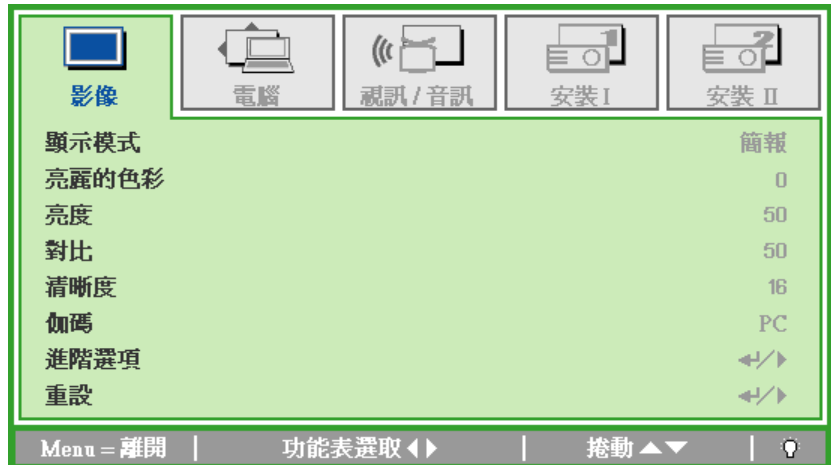 影像 電腦 視訊 / 音訊 安裝 I 安裝 II
顯示模式 簡報
亮麗的色彩 0
亮度 50
對比 50
清晰度 16
伽碼 PC
進階選項 ↵/▶
重設 ↵/▶
Menu = 離開 | 功能表選取 ◀▶ | 捲動 ▲▼ |